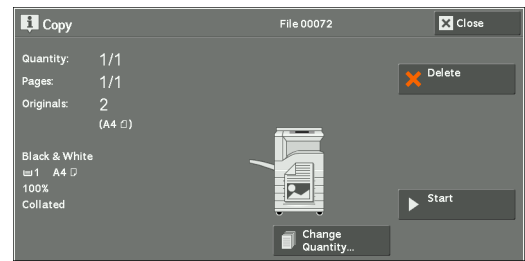 Copy
File 00072
Close
Quantity: 1/1
Pages: 1/1
Originals: 2
(A4)
Delete
Black & White
1 A4
100%
Collated
Start
Change
Quantity...